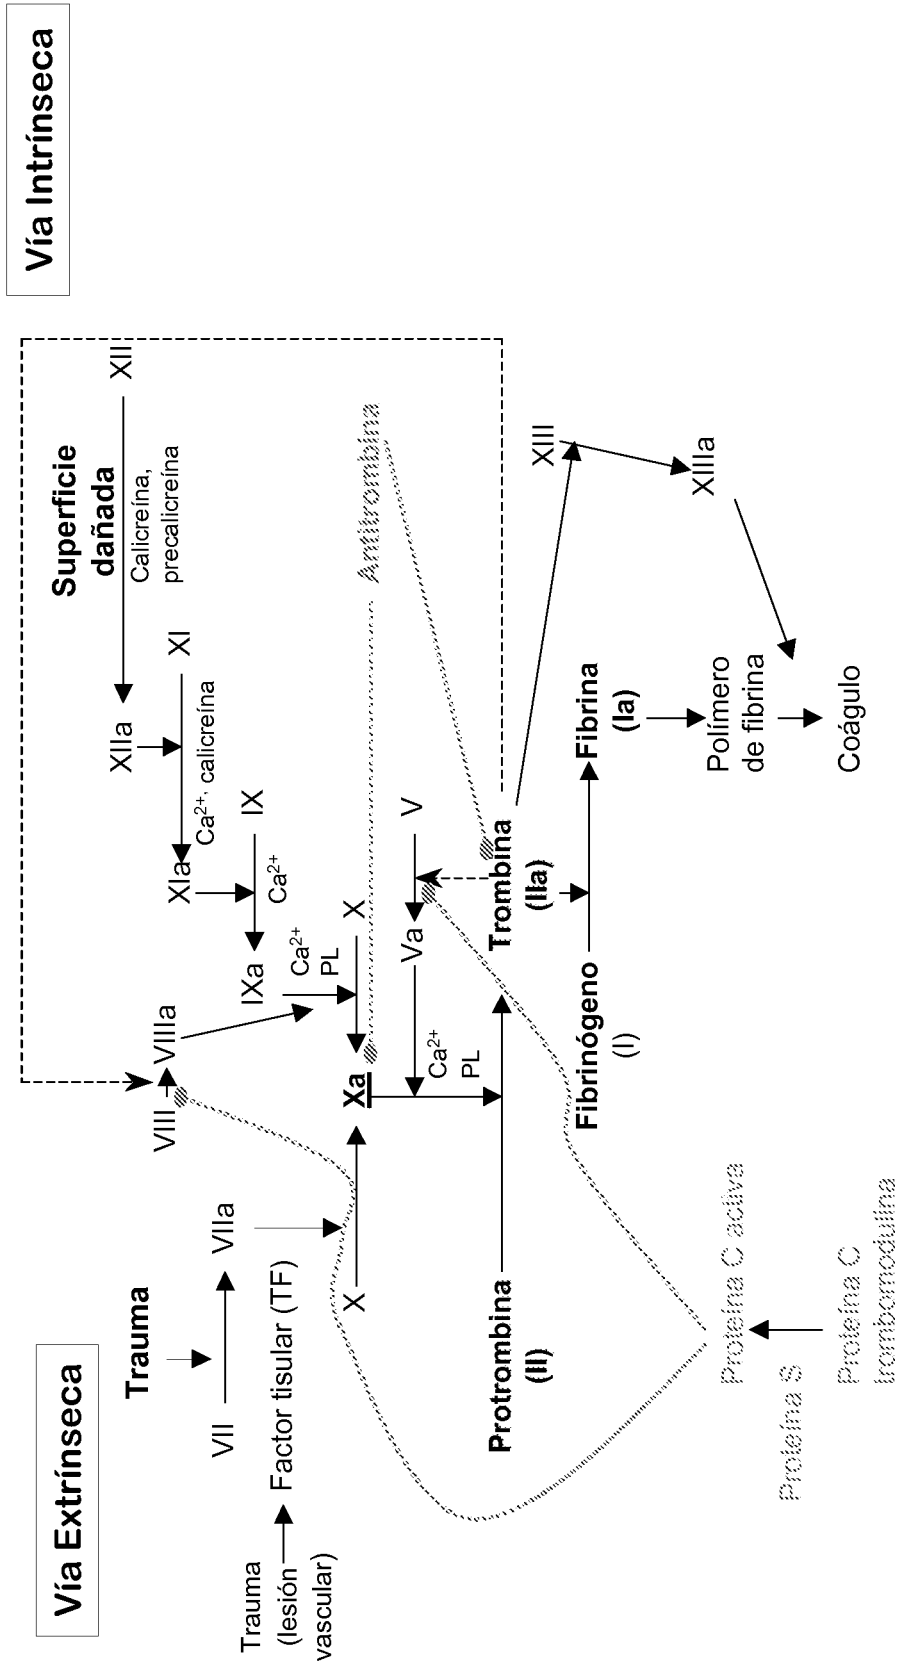 Vía Extrínseca
Vía Intrínseca
Trauma
VII
VIIa
Trauma
(lesión
vascular)
Factor tisular (TF)
X
VIII
VIIIa
Superficie
dañada
XII
Calicreína,
precalicreína
XIIa
XI
Ca2+, calicreína
XIa
IX
Ca2+
IXa
Ca2+
PL
X
Xa
Antitrombina
V
Va
Ca2+
PL
Protrombina
(II)
Trombina
(IIa)
XIII
XIIIa
Fibrinógeno
(I)
Fibrina
(Ia)
Polímero
de fibrina
Coágulo
Proteína C activa
Proteína S
Proteína C
trombomodulina